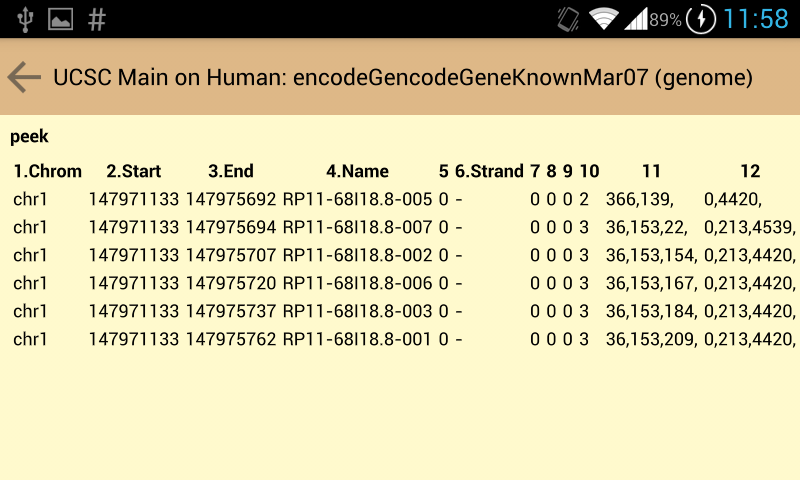 # 89% 11:58
UCSC Main on Human: encodeGencodeGeneKnownMar07 (genome)
peek
1.Chrom 2.Start 3.End 4.Name 5 6.Strand 7 8 9 10 11 12
chr1 147971133 147975692 RP11-68I18.8-005 0 - 0 0 0 2 366,139, 0,4420,
chr1 147971133 147975694 RP11-68I18.8-007 0 - 0 0 0 3 36,153,22, 0,213,4539,
chr1 147971133 147975707 RP11-68I18.8-002 0 - 0 0 0 3 36,153,154, 0,213,4420,
chr1 147971133 147975720 RP11-68I18.8-006 0 - 0 0 0 3 36,153,167, 0,213,4420,
chr1 147971133 147975737 RP11-68I18.8-003 0 - 0 0 0 3 36,153,184, 0,213,4420,
chr1 147971133 147975762 RP11-68I18.8-001 0 - 0 0 0 3 36,153,209, 0,213,4420,